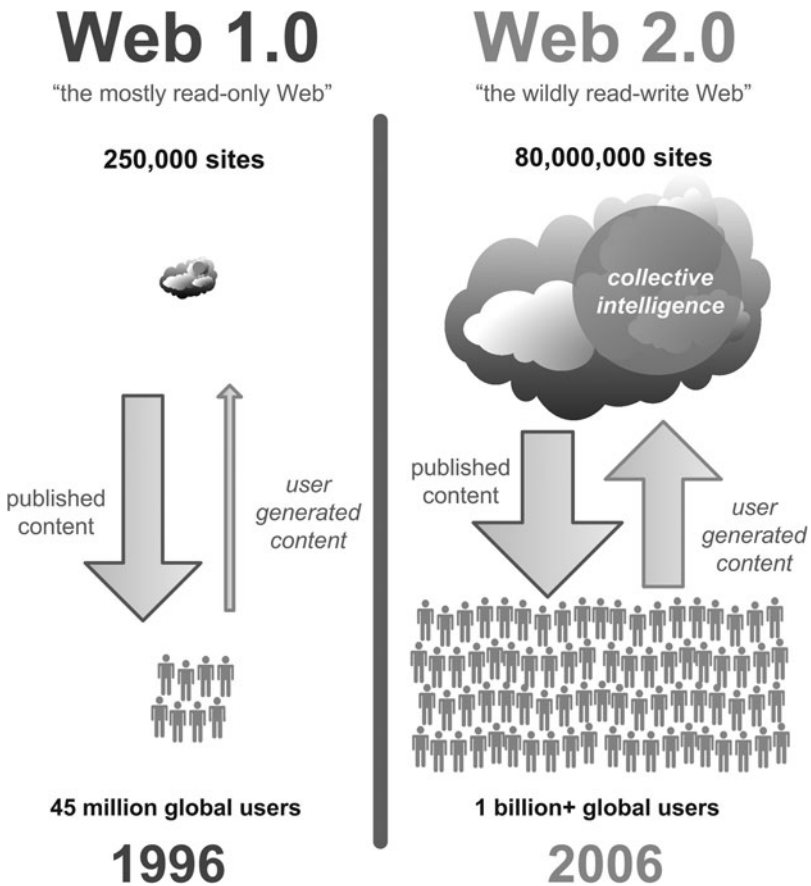 Web 1.0
“the mostly read-only Web”
250,000 sites
published
content
user
generated
content
45 million global users
1996
Web 2.0
“the wildly read-write Web”
80,000,000 sites
collective
intelligence
published
content
user
generated
content
1 billion+ global users
2006